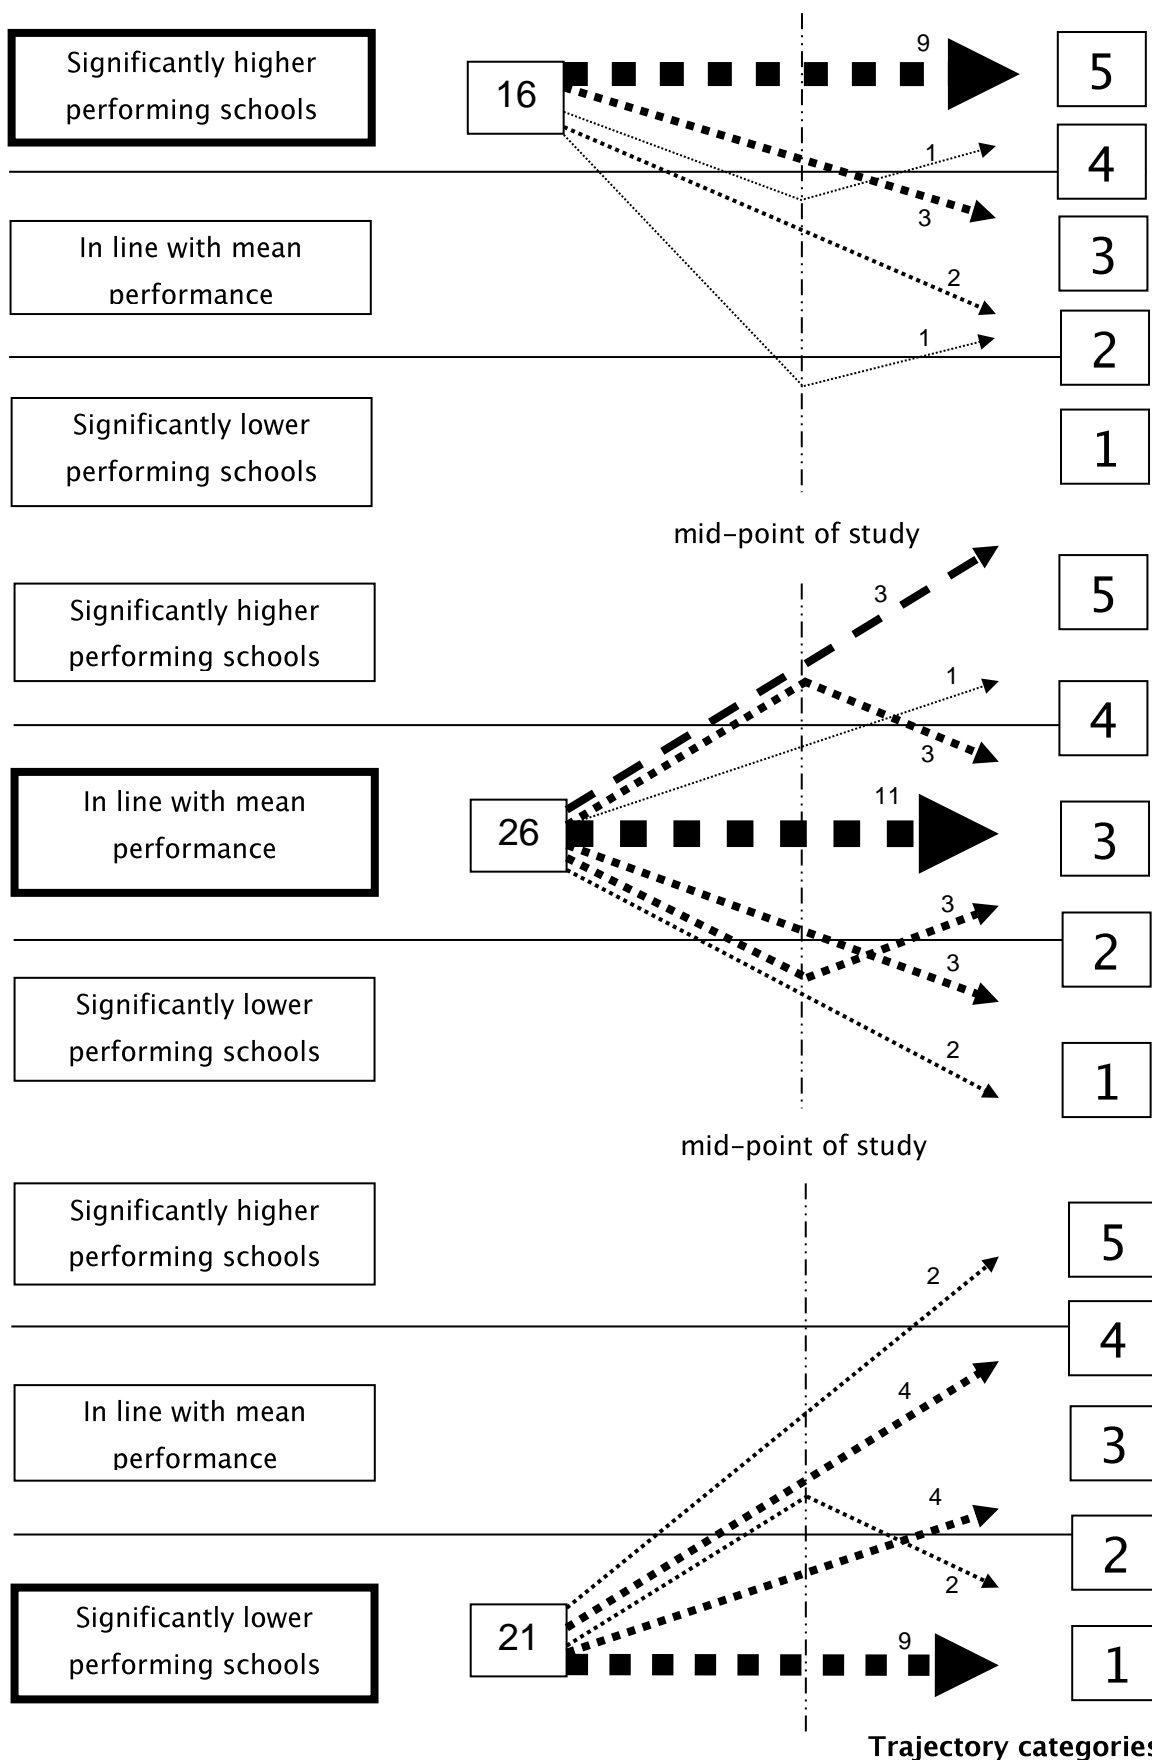 Significantly higher
performing schools
16
9
5
1
4
3
3
In line with mean
performance
2
1
2
Significantly lower
performing schools
1
mid-point of study
Significantly higher
performing schools
3
5
1
4
3
In line with mean
performance
26
11
3
3
2
3
Significantly lower
performing schools
2
1
mid-point of study
Significantly higher
performing schools
2
5
4
4
In line with mean
performance
3
4
2
2
Significantly lower
performing schools
21
9
1
Trajectory categories